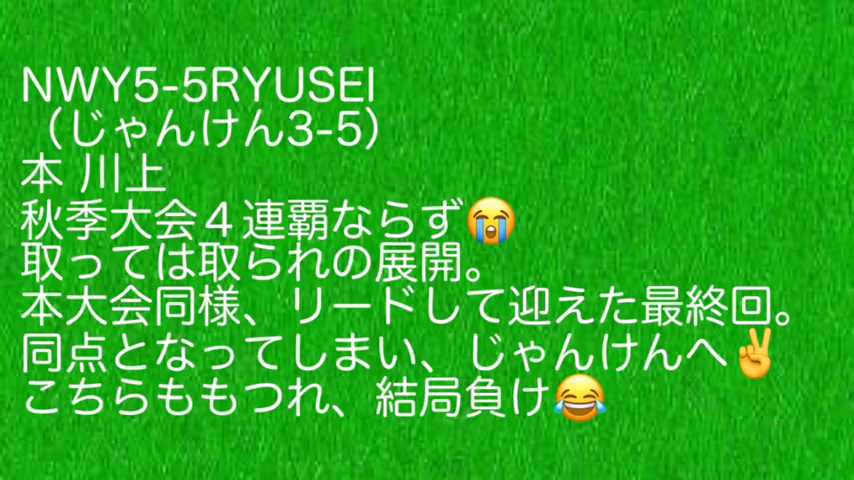 NWY5-5RYUSEI
（じゃんけん3-5）
本 川上
秋季大会４連覇ならず😭
取っては取られの展開。
本大会同様、リードして迎えた最終回。
同点となってしまい、じゃんけんへ✌️
こちらももつれ、結局負け😂